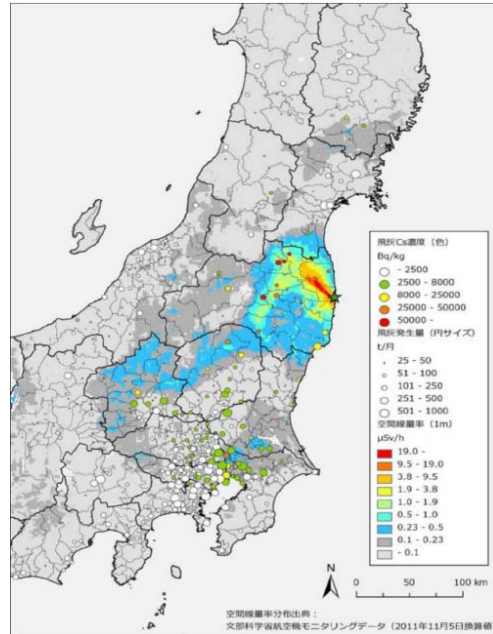 飛灰Cs濃度（色）
Bq/kg
- 2500
2500 - 8000
8000 - 25000
25000 - 50000
50000 -
飛灰発生量（円サイズ）
t/月
25 - 50
51 - 100
101 - 250
251 - 500
501 - 1000
空間線量率（1m）
μSv/h
19.0 -
9.5 - 19.0
3.8 - 9.5
1.9 - 3.8
1.0 - 1.9
0.5 - 1.0
0.23 - 0.5
0.1 - 0.23
- 0.1
N
0 50 100 km
空間線量率分布出典：
文部科学省航空機モニタリングデータ（2011年11月5日換算値